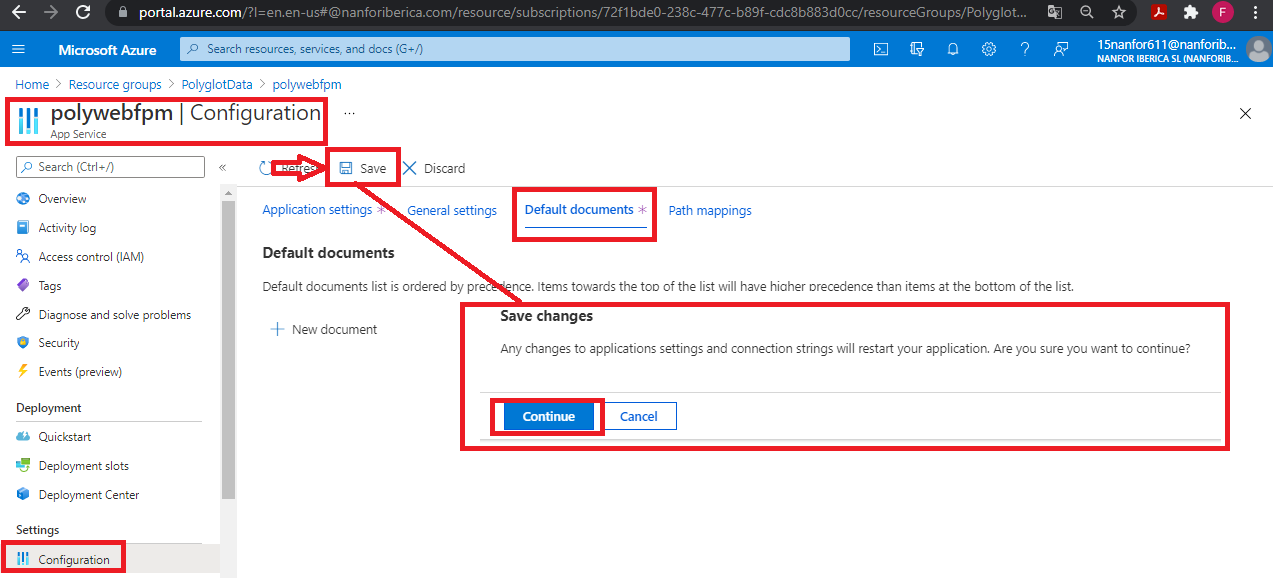 portal.azure.com/?l=en.en-us#@nanforiberica.com/resource/subscriptions/72f1bde0-238c-477c-b89f-cdc8b883d0cc/resourceGroups/Polyglot...
F
Microsoft Azure
Search resources, services, and docs (G+/)
15nanfor611@nanforib...
NANFOR IBERICA SL (NANFORIB...
Home > Resource groups > PolyglotData > polywebfpm
polywebfpm | Configuration ...
App Service
Search (Ctrl+/)
«
Refresh
Save
Discard
Overview
Activity log
Access control (IAM)
Tags
Diagnose and solve problems
Security
Events (preview)
Deployment
Quickstart
Deployment slots
Deployment Center
Settings
Configuration
Application settings *
General settings
Default documents *
Path mappings
Default documents
Default documents list is ordered by precedence. Items towards the top of the list will have higher precedence than items at the bottom of the list.
+ New document
Save changes
Any changes to applications settings and connection strings will restart your application. Are you sure you want to continue?
Continue
Cancel